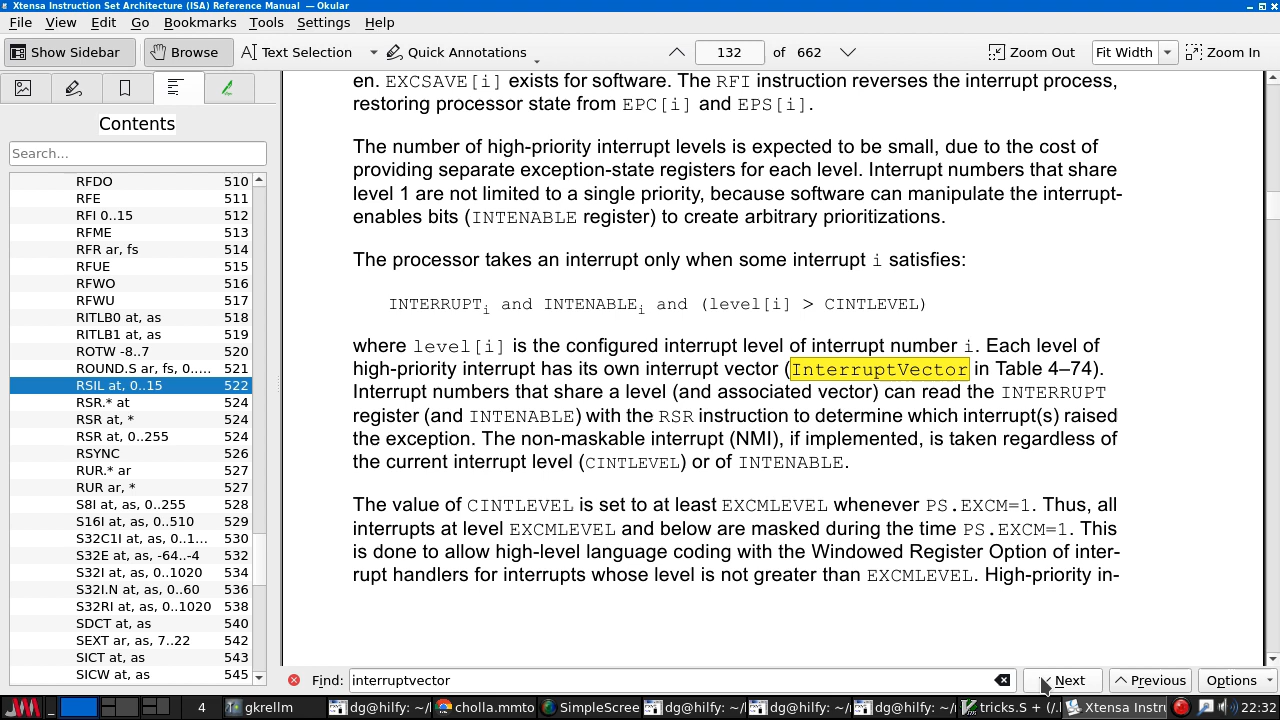 Xtensa Instruction Set Architecture (ISA) Reference Manual — Okular
File View Edit Go Bookmarks Tools Settings Help
Show Sidebar Browse Text Selection Quick Annotations 132 of 662 Zoom Out Fit Width Zoom In
Contents
Search...
RFDO 510
RFE 511
RFI 0..15 512
RFME 513
RFR ar, fs 514
RFUE 515
RFWO 516
RFWU 517
RITLB0 at, as 518
RITLB1 at, as 519
ROTW -8..7 520
ROUND.S ar, fs, 0..... 521
RSIL at, 0..15 522
RSR.* at 524
RSR at, * 524
RSR at, 0..255 524
RSYNC 526
RUR.* ar 527
RUR ar, * 527
S8I at, as, 0..255 528
S16I at, as, 0..510 529
S32C1I at, as, 0..1... 530
S32E at, as, -64..-4 532
S32I at, as, 0..1020 534
S32I.N at, as, 0..60 536
S32RI at, as, 0..1020 538
SDCT at, as 540
SEXT ar, as, 7..22 542
SICT at, as 543
SICW at, as 545
en. EXCSAVE[i] exists for software. The RFI instruction reverses the interrupt process,
restoring processor state from EPC[i] and EPS[i].
The number of high-priority interrupt levels is expected to be small, due to the cost of
providing separate exception-state registers for each level. Interrupt numbers that share
level 1 are not limited to a single priority, because software can manipulate the interrupt-
enables bits (INTENABLE register) to create arbitrary prioritizations.
The processor takes an interrupt only when some interrupt i satisfies:
INTERRUPTi and INTENABLEi and (level[i] > CINTLEVEL)
where level[i] is the configured interrupt level of interrupt number i. Each level of
high-priority interrupt has its own interrupt vector (InterruptVector in Table 4–74).
Interrupt numbers that share a level (and associated vector) can read the INTERRUPT
register (and INTENABLE) with the RSR instruction to determine which interrupt(s) raised
the exception. The non-maskable interrupt (NMI), if implemented, is taken regardless of
the current interrupt level (CINTLEVEL) or of INTENABLE.
The value of CINTLEVEL is set to at least EXCMLEVEL whenever PS.EXCM=1. Thus, all
interrupts at level EXCMLEVEL and below are masked during the time PS.EXCM=1. This
is done to allow high-level language coding with the Windowed Register Option of inter-
rupt handlers for interrupts whose level is not greater than EXCMLEVEL. High-priority in-
Find: interruptvector Next Previous Options
4 gkrellm dg@hilfy: ~/ cholla.mmto SimpleScree dg@hilfy: ~/ dg@hilfy: ~/ dg@hilfy: ~/ tricks.S + (/. Xtensa Instru 22:32